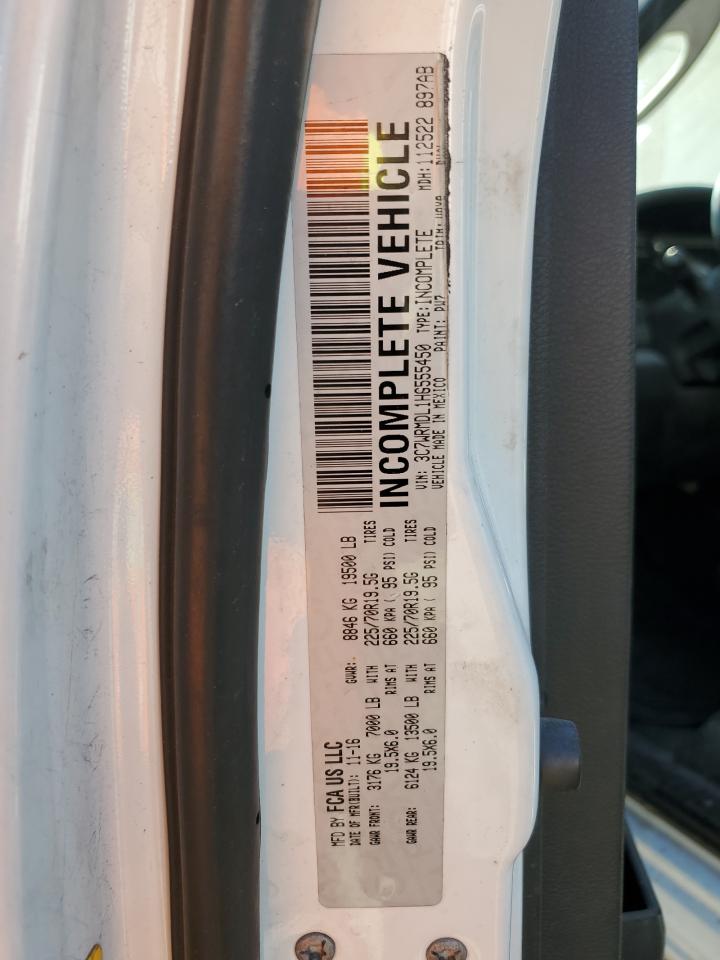 MFD BY FCA US LLC
DATE OF MFR(BUILT): 11-16 GVWR: 8846 KG 19500 LB
GAWR FRONT: 3176 KG 7000 LB WITH 225/70R19.5G TIRES
19.5X6.0 RIMS AT 660 KPA ( 95 PSI) COLD
GAWR REAR: 6124 KG 13500 LB WITH 225/70R19.5G TIRES
19.5X6.0 RIMS AT 660 KPA ( 95 PSI) COLD
INCOMPLETE VEHICLE
VIN: 3C7WRMDL1HG555450 TYPE:INCOMPLETE MDH:112522 897AB
VEHICLE MADE IN MEXICO PAINT: PW7 TRIM: